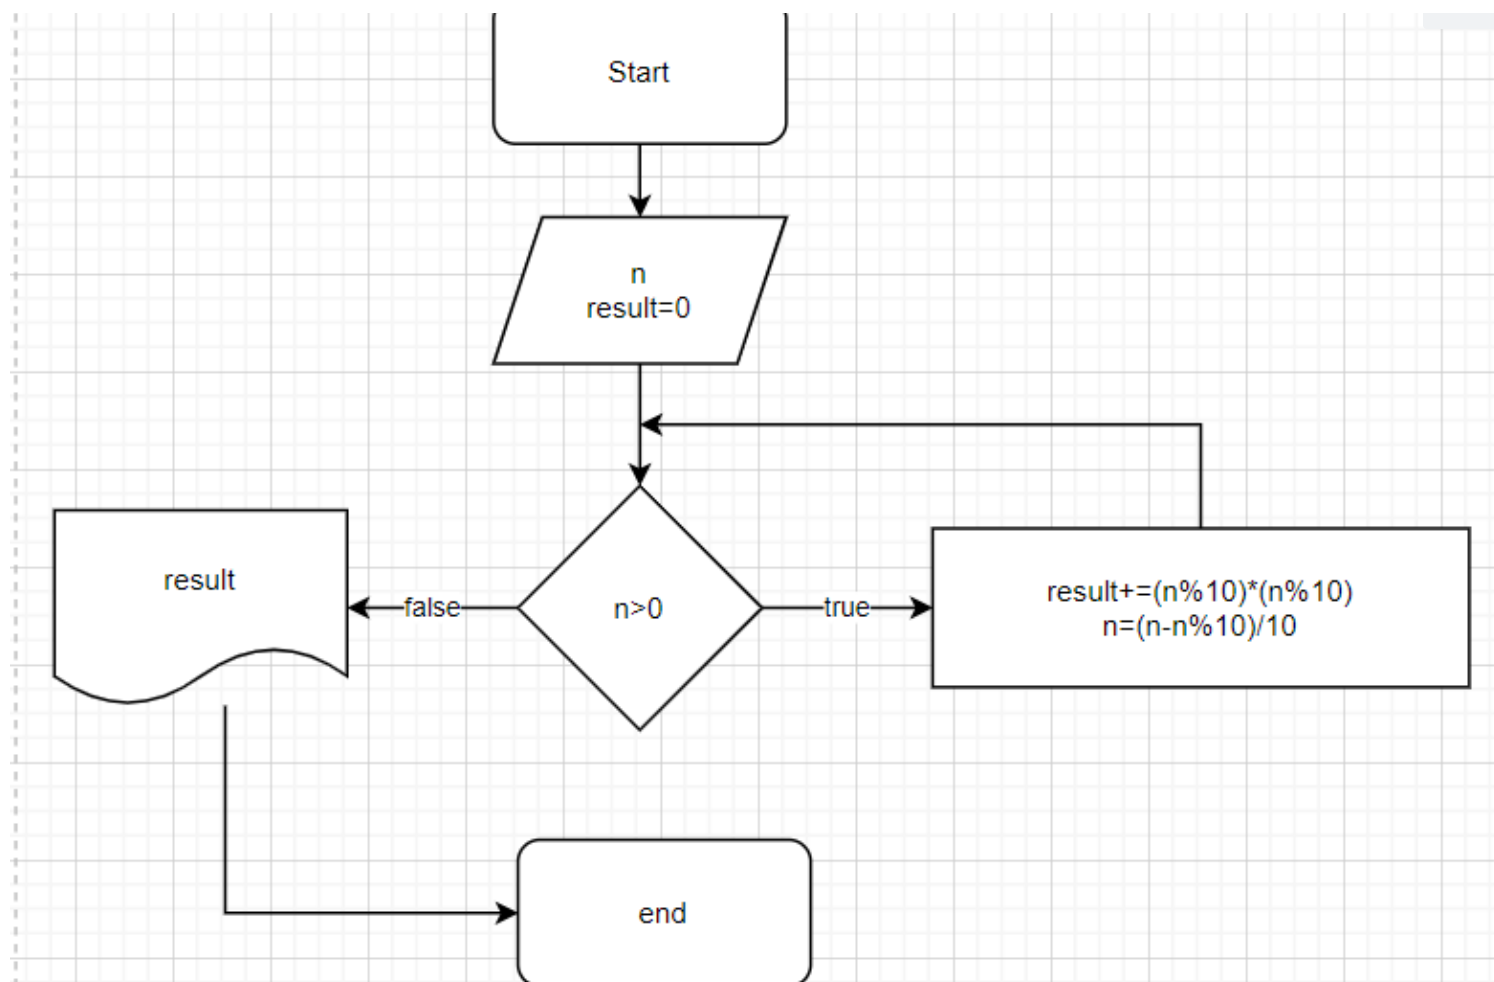 Start
n
result=0
result
false
n>0
true
result+=(n%10)*(n%10)
n=(n-n%10)/10
end